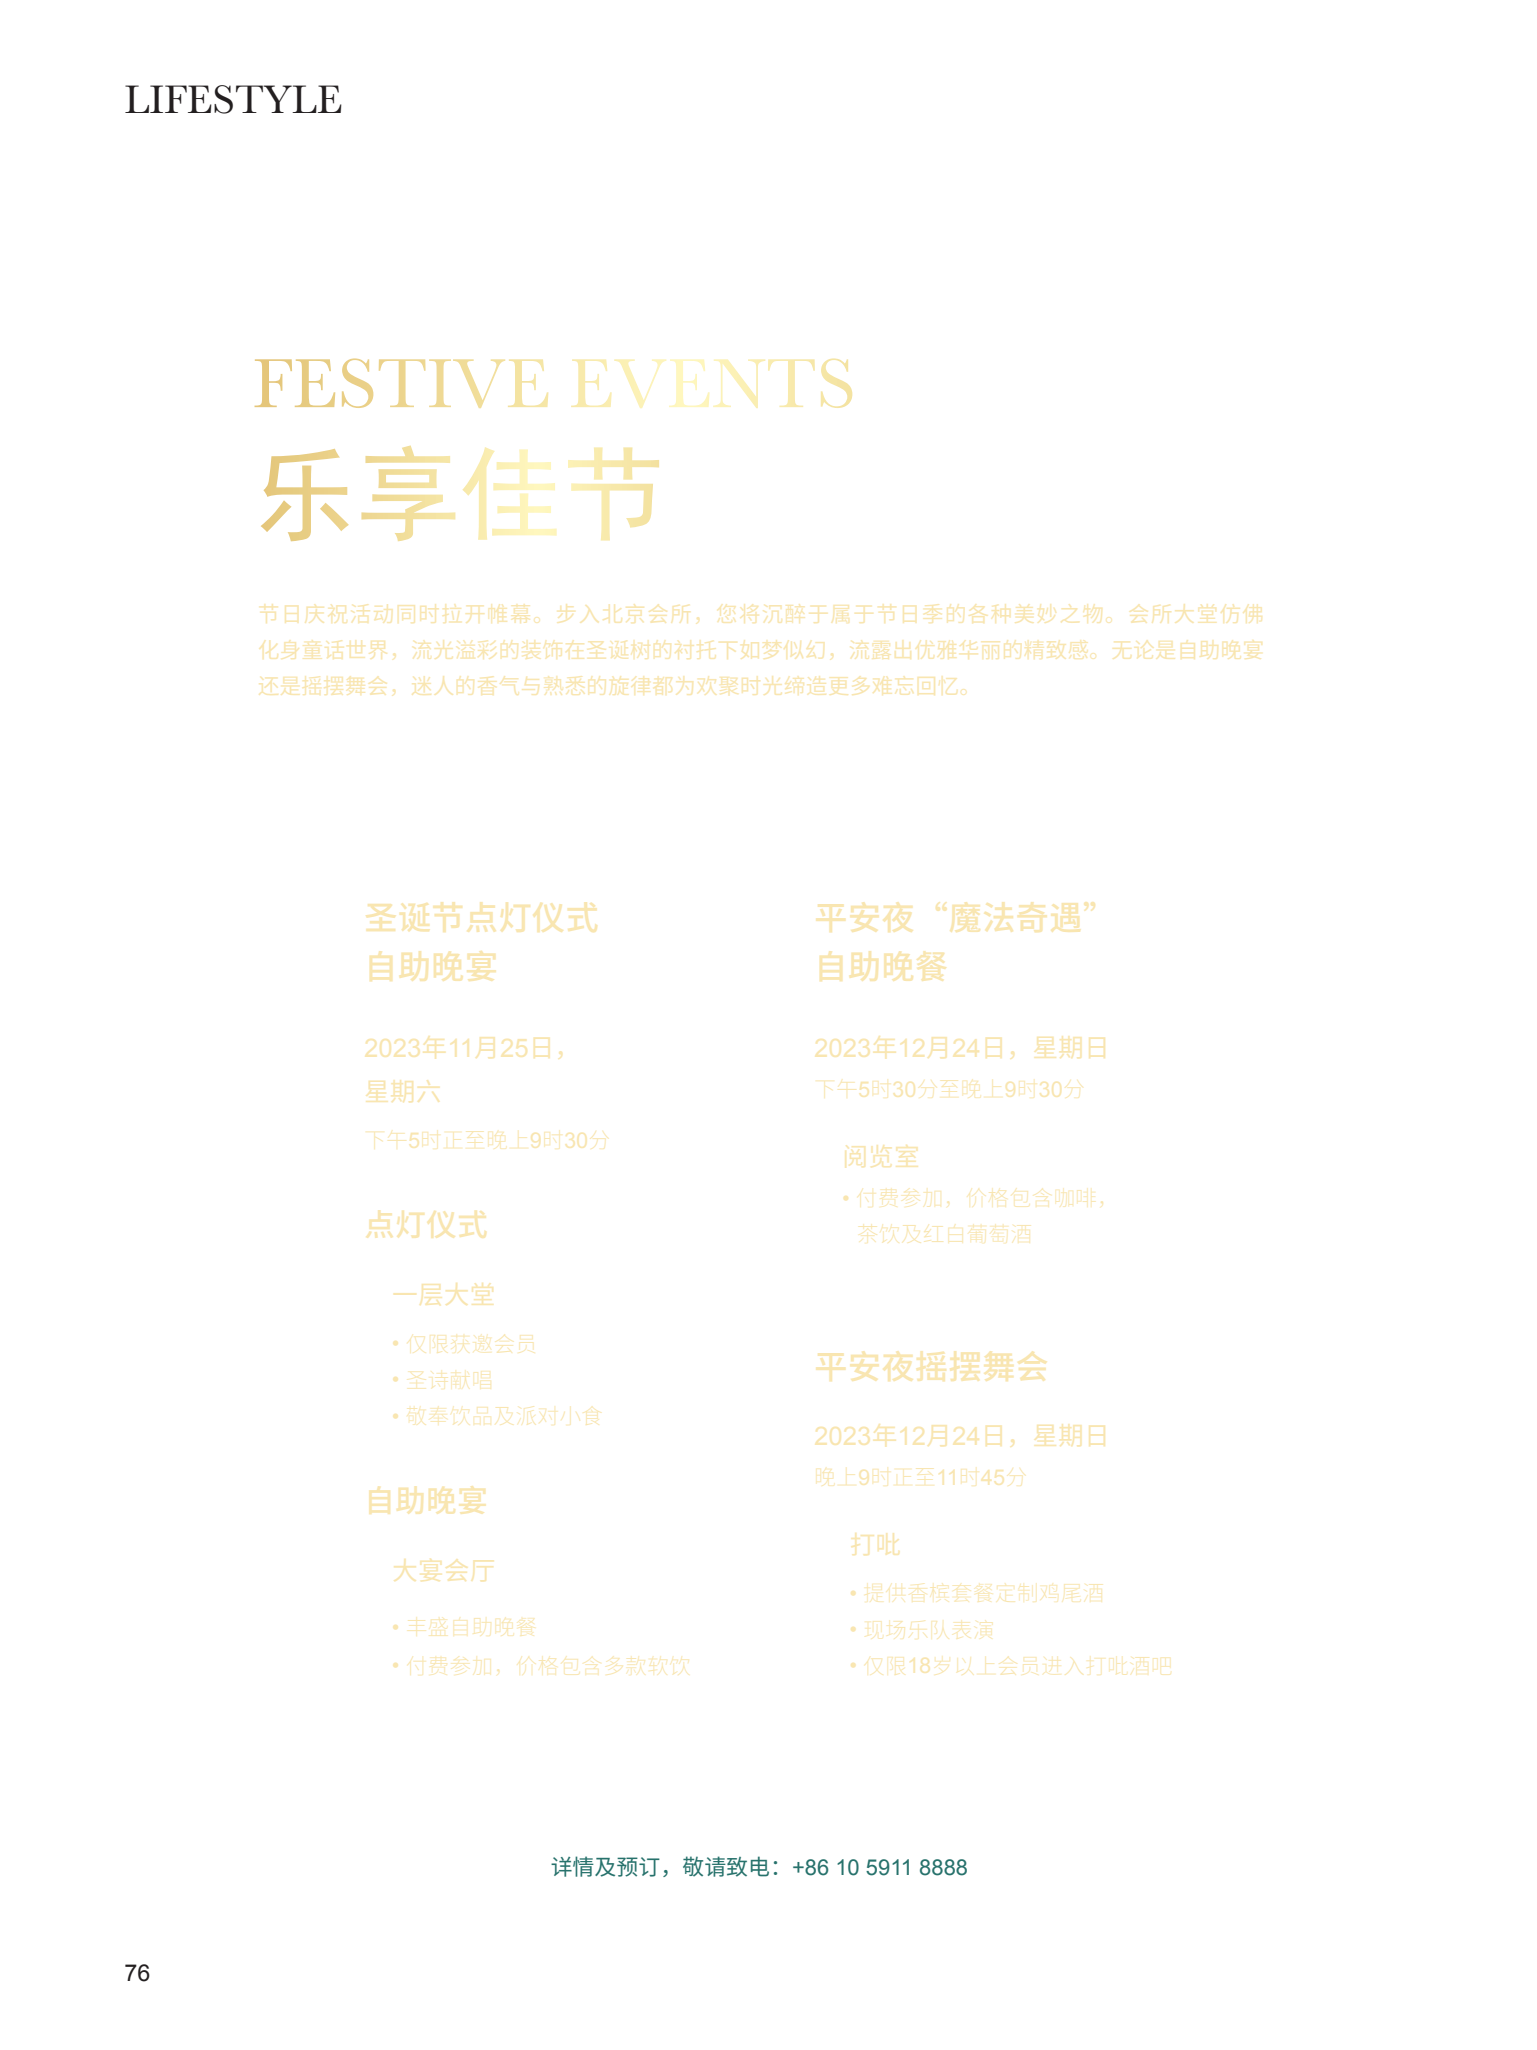 LIFESTYLE
FESTIVE EVENTS
乐享佳节
节日庆祝活动同时拉开帷幕。步入北京会所，您将沉醉于属于节日季的各种美妙之物。会所大堂仿佛
化身童话世界，流光溢彩的装饰在圣诞树的衬托下如梦似幻，流露出优雅华丽的精致感。无论是自助晚宴
还是摇摆舞会，迷人的香气与熟悉的旋律都为欢聚时光缔造更多难忘回忆。
圣诞节点灯仪式
自助晚宴
2023年11月25日，
星期六
下午5时正至晚上9时30分
点灯仪式
一层大堂
• 仅限获邀会员
• 圣诗献唱
• 敬奉饮品及派对小食
自助晚宴
大宴会厅
• 丰盛自助晚餐
• 付费参加，价格包含多款软饮
平安夜“魔法奇遇”
自助晚餐
2023年12月24日，星期日
下午5时30分至晚上9时30分
阅览室
• 付费参加，价格包含咖啡，
茶饮及红白葡萄酒
平安夜摇摆舞会
2023年12月24日，星期日
晚上9时正至11时45分
打吡
• 提供香槟套餐定制鸡尾酒
• 现场乐队表演
• 仅限18岁以上会员进入打吡酒吧
详情及预订，敬请致电：+86 10 5911 8888
76